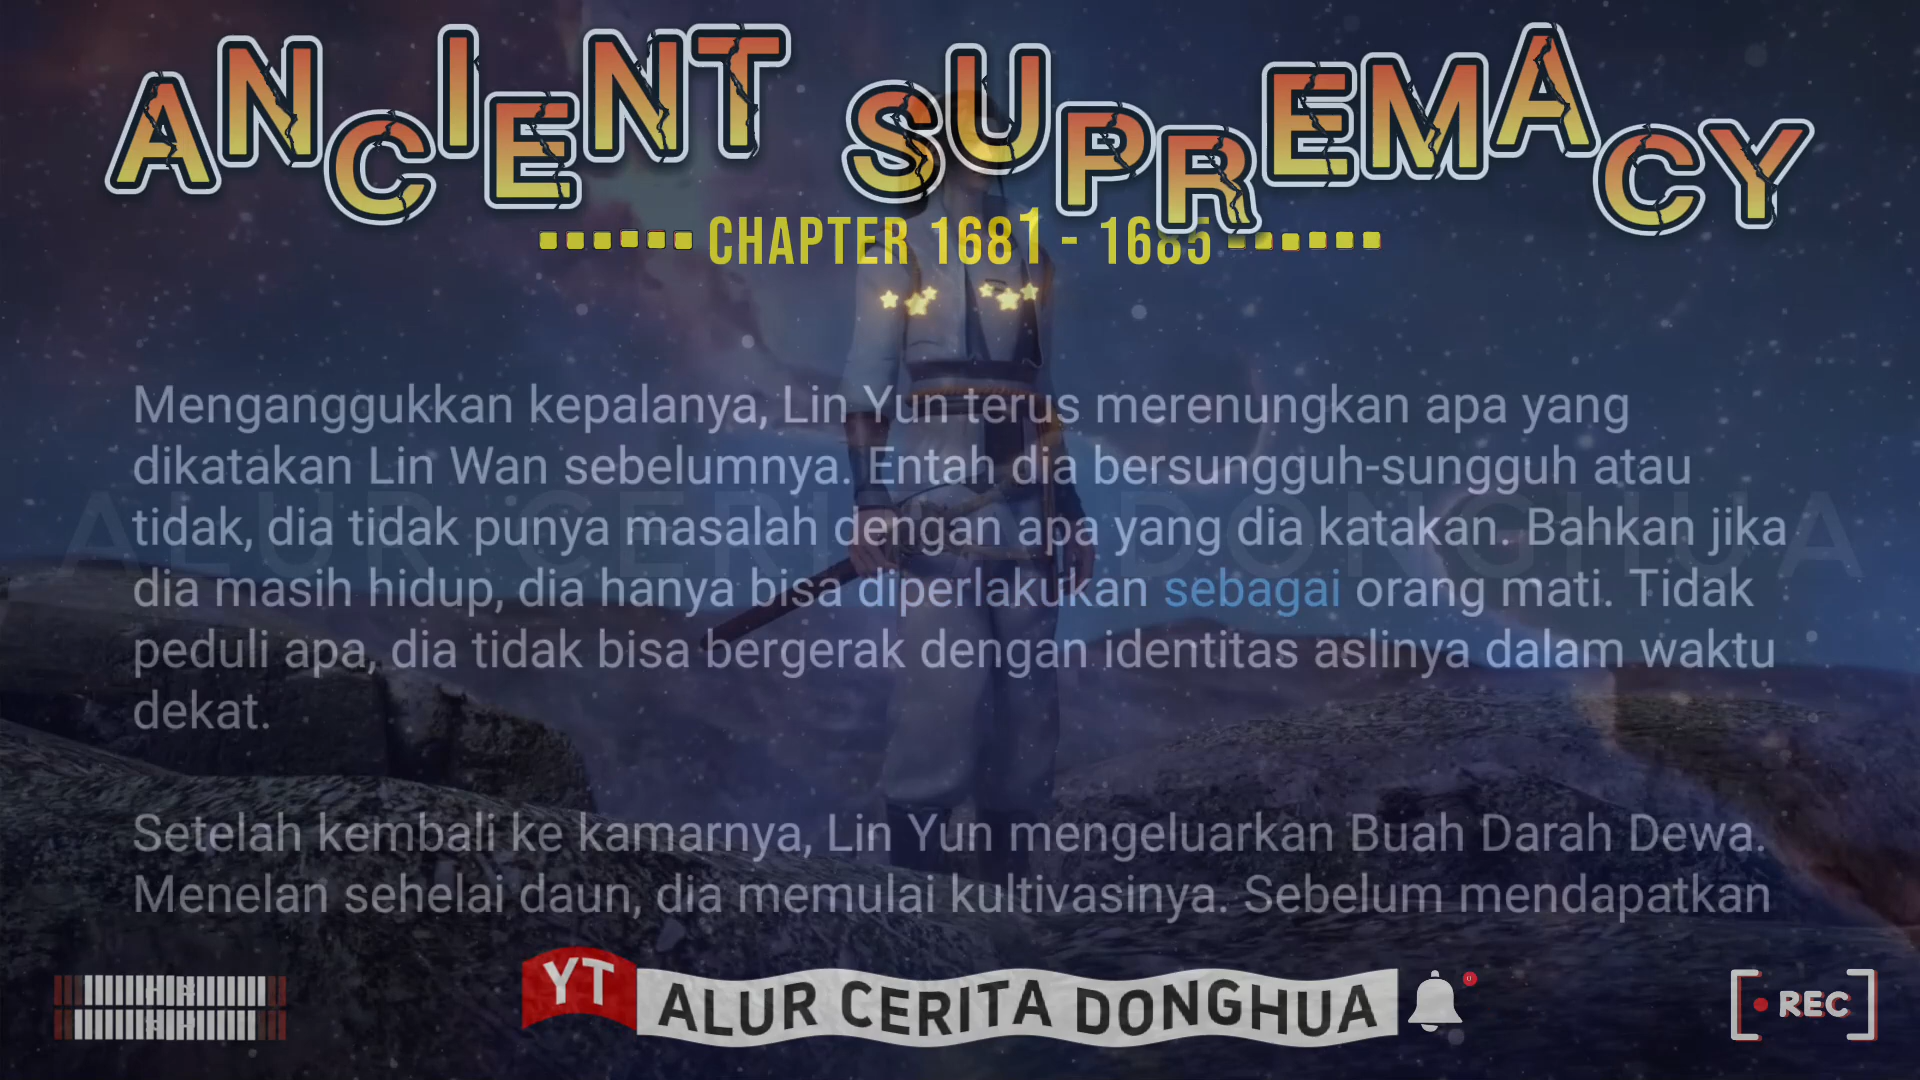 ANCIENT SUPREMACY
CHAPTER 1681 - 1685
Menganggukkan kepalanya, Lin Yun terus merenungkan apa yang
dikatakan Lin Wan sebelumnya. Entah dia bersungguh-sungguh atau
tidak, dia tidak punya masalah dengan apa yang dia katakan. Bahkan jika
dia masih hidup, dia hanya bisa diperlakukan sebagai orang mati. Tidak
peduli apa, dia tidak bisa bergerak dengan identitas aslinya dalam waktu
dekat.
Setelah kembali ke kamarnya, Lin Yun mengeluarkan Buah Darah Dewa.
Menelan sehelai daun, dia memulai kultivasinya. Sebelum mendapatkan
ALUR CERITA DONGHUA
YT ALUR CERITA DONGHUA
REC